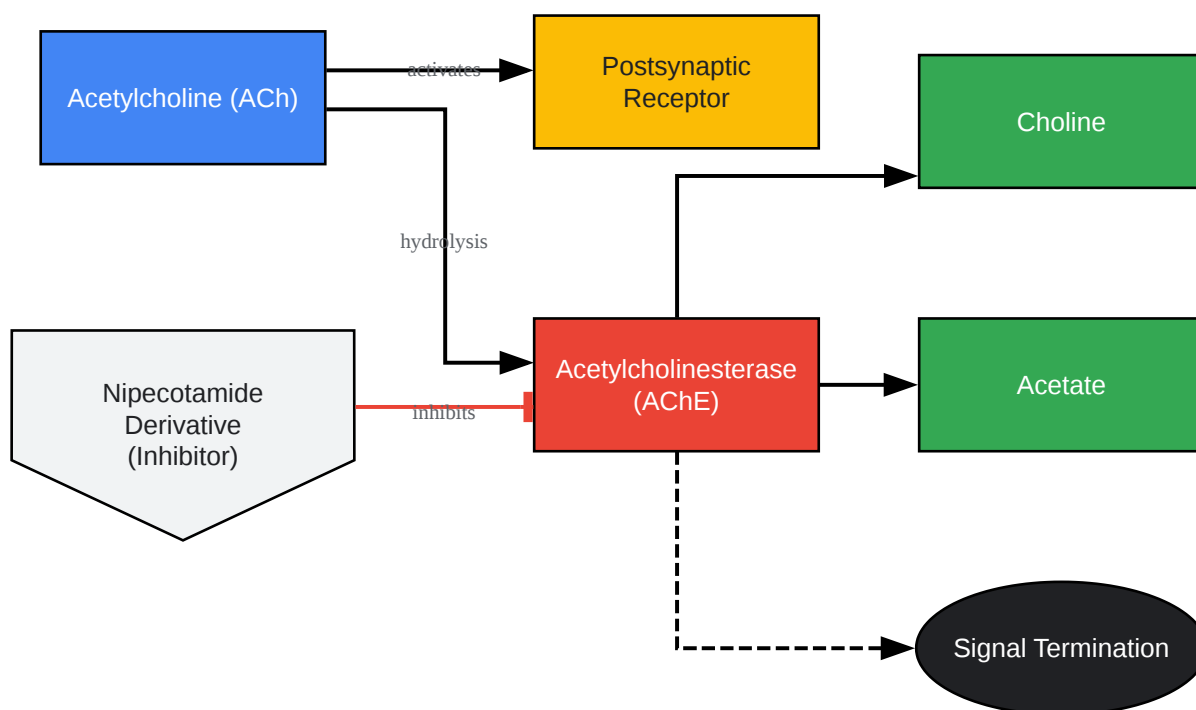 Acetylcholine (ACh)
activates
Postsynaptic
Receptor
Choline
hydrolysis
Nipecotamide
Derivative
(Inhibitor)
inhibits
Acetylcholinesterase
(AChE)
Acetate
Signal Termination